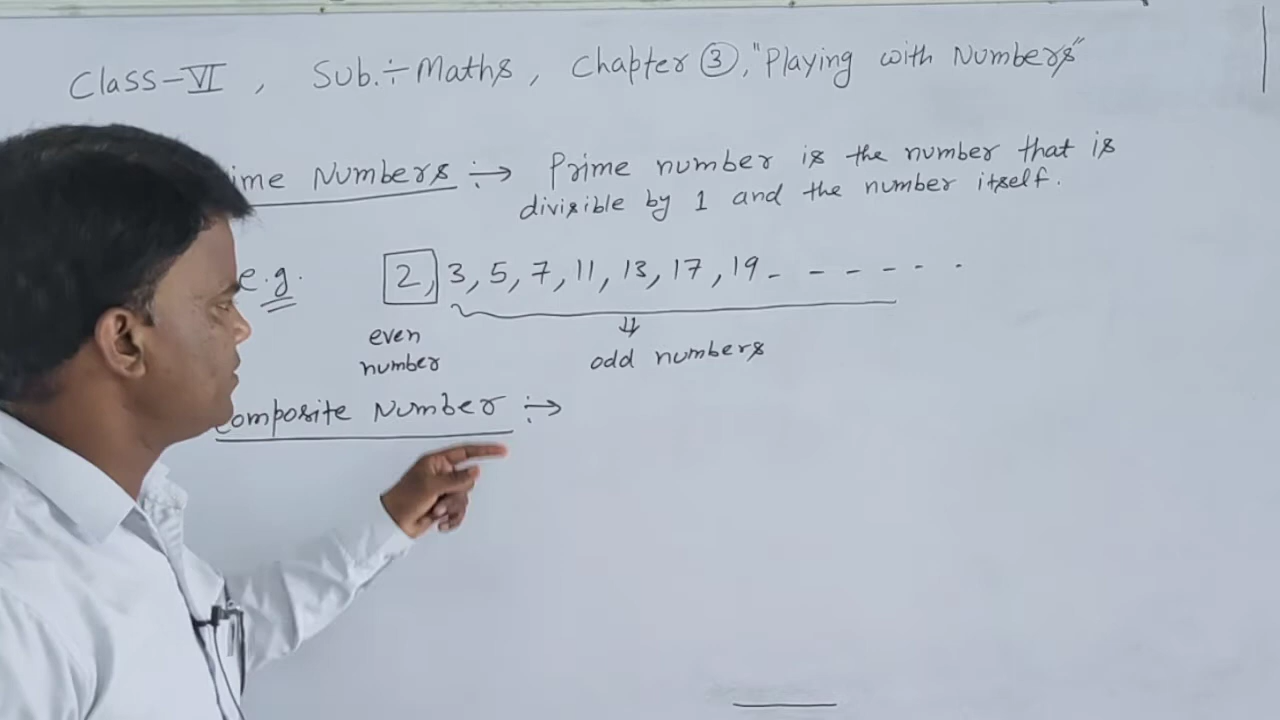 Class-VI , Sub.÷Maths , Chapter ③, "Playing with Numbers"
ime Numbers ÷→ Prime number is the number that is
divisible by 1 and the number itself.
e.g. 2, 3, 5, 7, 11, 13, 17, 19- - - - - -
even
number
odd numbers
Composite Number ÷→